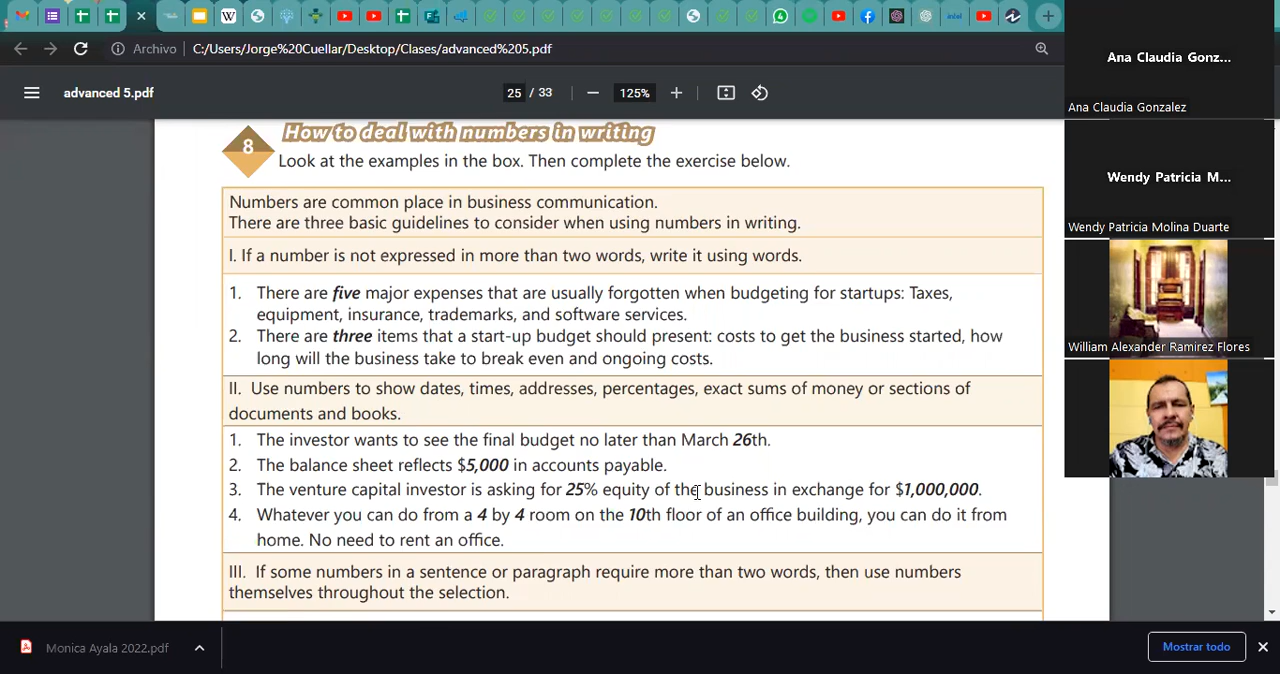 Archivo
C:/Users/Jorge%20Cuellar/Desktop/Clases/advanced%205.pdf
advanced 5.pdf
25 / 33
125%
8
How to deal with numbers in writing
Look at the examples in the box. Then complete the exercise below.
Numbers are common place in business communication.
There are three basic guidelines to consider when using numbers in writing.
I. If a number is not expressed in more than two words, write it using words.
1. There are five major expenses that are usually forgotten when budgeting for startups: Taxes,
equipment, insurance, trademarks, and software services.
2. There are three items that a start-up budget should present: costs to get the business started, how
long will the business take to break even and ongoing costs.
II. Use numbers to show dates, times, addresses, percentages, exact sums of money or sections of
documents and books.
1. The investor wants to see the final budget no later than March 26th.
2. The balance sheet reflects $5,000 in accounts payable.
3. The venture capital investor is asking for 25% equity of the business in exchange for $1,000,000.
4. Whatever you can do from a 4 by 4 room on the 10th floor of an office building, you can do it from
home. No need to rent an office.
III. If some numbers in a sentence or paragraph require more than two words, then use numbers
themselves throughout the selection.
Ana Claudia Gonz...
Ana Claudia Gonzalez
Wendy Patricia M...
Wendy Patricia Molina Duarte
William Alexander Ramirez Flores
Monica Ayala 2022.pdf
Mostrar todo